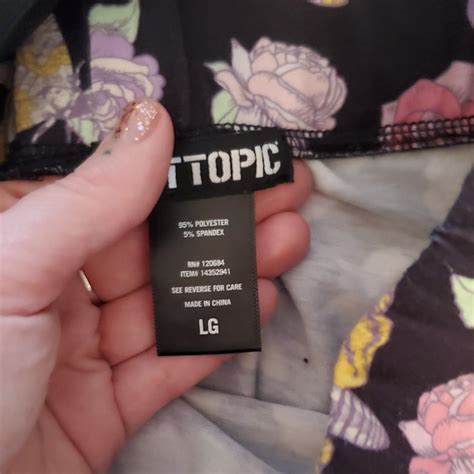 TTOPIC
95% POLYESTER
5% SPANDEX
RN# 120684
ITEM# 14352941
SEE REVERSE FOR CARE
MADE IN CHINA
LG